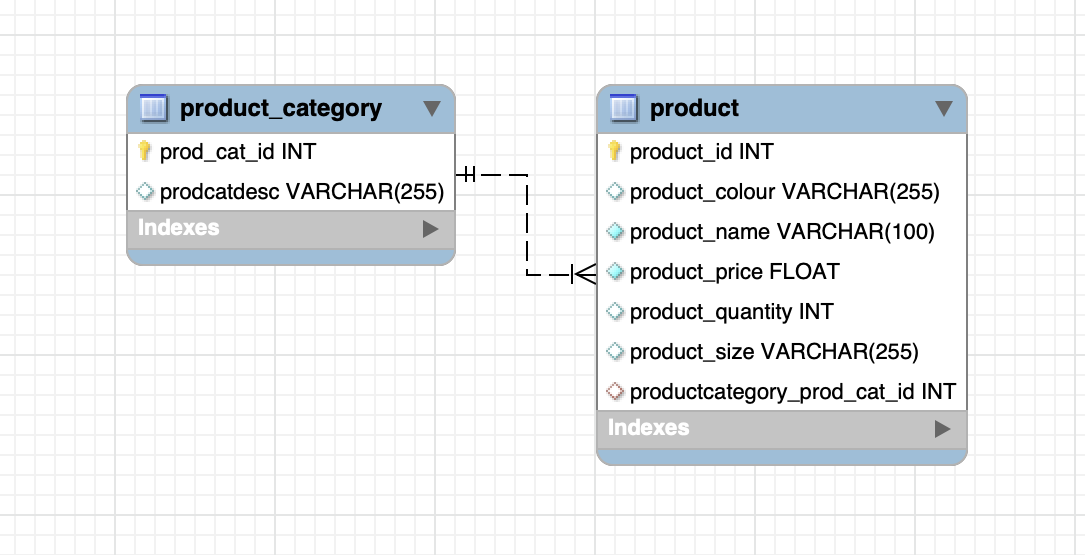 product_category
prod_cat_id INT
prodcatdesc VARCHAR(255)
Indexes
product
product_id INT
product_colour VARCHAR(255)
product_name VARCHAR(100)
product_price FLOAT
product_quantity INT
product_size VARCHAR(255)
productcategory_prod_cat_id INT
Indexes